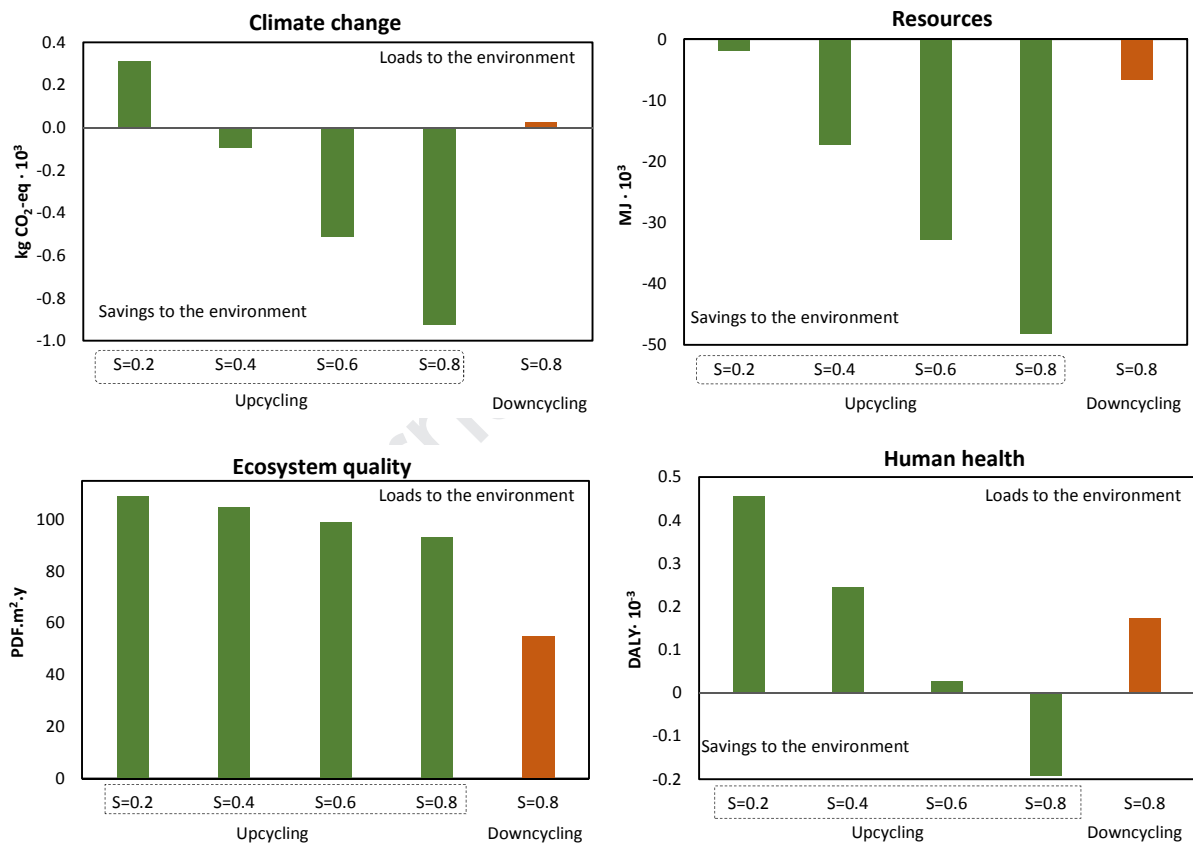 Climate change
0.4
0.2
0.0
-0.2
-0.4
-0.6
-0.8
-1.0
kg CO₂-eq · 10³
Loads to the environment
Savings to the environment
S=0.2 S=0.4 S=0.6 S=0.8 S=0.8
Upcycling Downcycling
Resources
0
-10
-20
-30
-40
-50
MJ · 10³
Savings to the environment
S=0.2 S=0.4 S=0.6 S=0.8 S=0.8
Upcycling Downcycling
Ecosystem quality
100
80
60
40
20
0
PDF.m².y
Loads to the environment
S=0.2 S=0.4 S=0.6 S=0.8 S=0.8
Upcycling Downcycling
Human health
0.5
0.4
0.3
0.2
0.1
0
-0.1
-0.2
DALY· 10⁻³
Loads to the environment
Savings to the environment
S=0.2 S=0.4 S=0.6 S=0.8 S=0.8
Upcycling Downcycling